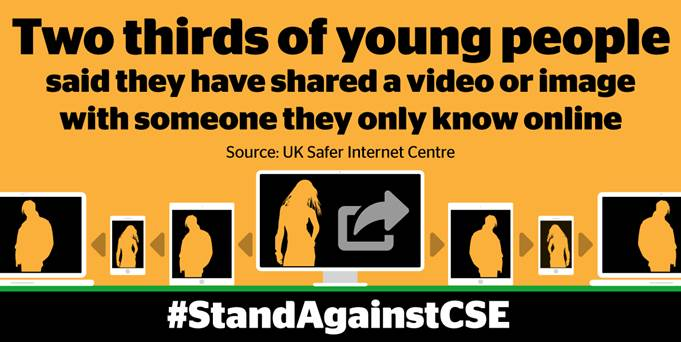 Two thirds of young people
said they have shared a video or image
with someone they only know online
Source: UK Safer Internet Centre
#StandAgainstCSE